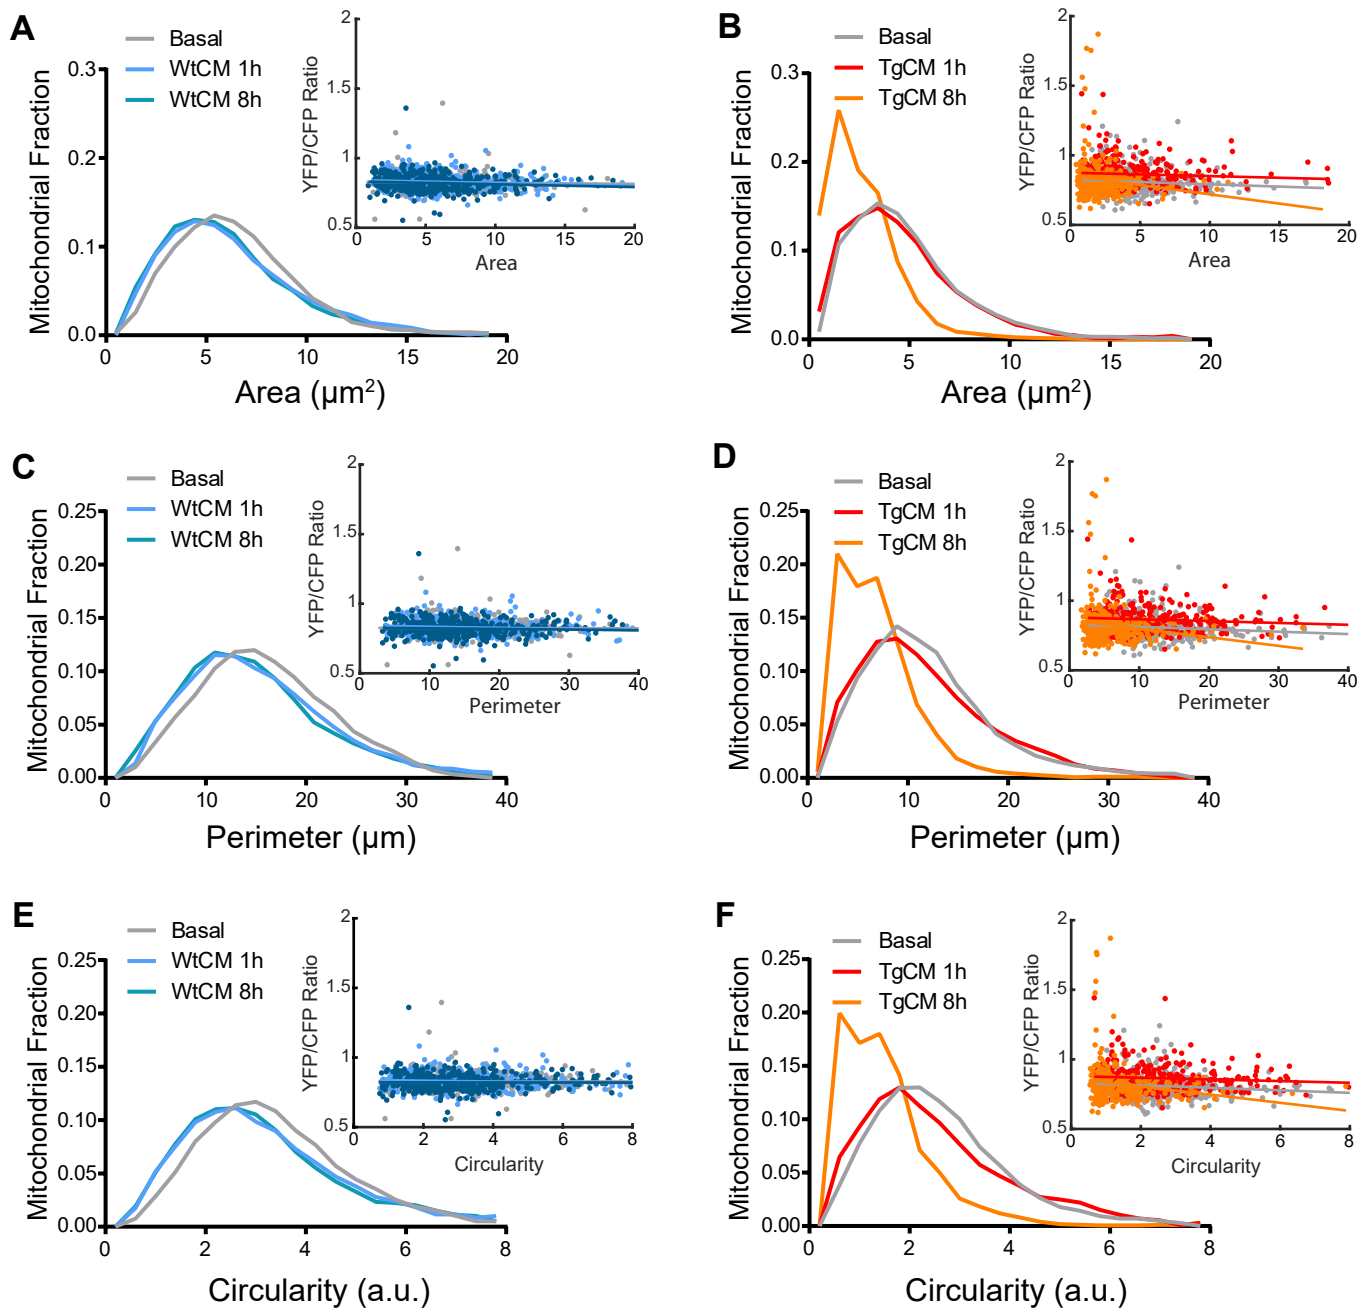 A
Basal
WtCM 1h
WtCM 8h
Mitochondrial Fraction
0.3
0.2
0.1
0.0
0 5 10 15 20
Area (µm²)
YFP/CFP Ratio
2
1.5
1
0.5
0 5 10 15 20
Area
B
Basal
TgCM 1h
TgCM 8h
Mitochondrial Fraction
0.3
0.2
0.1
0.0
0 5 10 15 20
Area (µm²)
YFP/CFP Ratio
2
1.5
1
0.5
0 5 10 15 20
Area
C
Basal
WtCM 1h
WtCM 8h
Mitochondrial Fraction
0.25
0.20
0.15
0.10
0.05
0.00
0 10 20 30 40
Perimeter (µm)
YFP/CFP Ratio
2
1.5
1
0.5
0 10 20 30 40
Perimeter
D
Basal
TgCM 1h
TgCM 8h
Mitochondrial Fraction
0.25
0.20
0.15
0.10
0.05
0.00
0 10 20 30 40
Perimeter (µm)
YFP/CFP Ratio
2
1.5
1
0.5
0 10 20 30 40
Perimeter
E
Basal
WtCM 1h
WtCM 8h
Mitochondrial Fraction
0.25
0.20
0.15
0.10
0.05
0.00
0 2 4 6 8
Circularity (a.u.)
YFP/CFP Ratio
2
1.5
1
0.5
0 2 4 6 8
Circularity
F
Basal
TgCM 1h
TgCM 8h
Mitochondrial Fraction
0.25
0.20
0.15
0.10
0.05
0.00
0 2 4 6 8
Circularity (a.u.)
YFP/CFP Ratio
2
1.5
1
0.5
0 2 4 6 8
Circularity